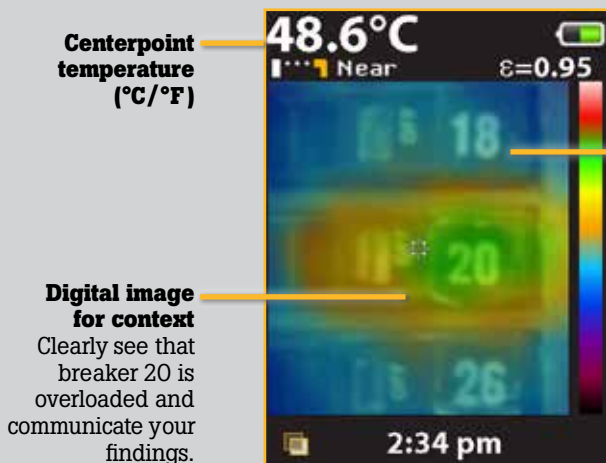 Centerpoint
temperature
(°C/°F)
48.6°C
Near
ε=0.95
18
20
26
Digital image
for context
Clearly see that
breaker 20 is
overloaded and
communicate your
findings.
2:34 pm